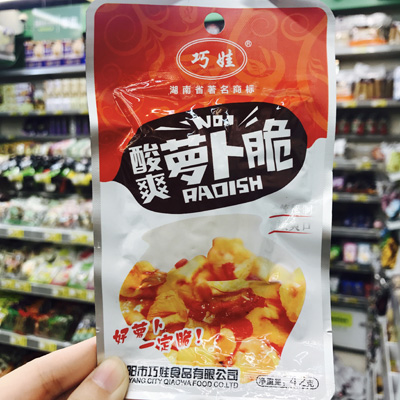 巧娃
®
湖南省著名商标
No.1
酸爽
萝卜脆
RADISH
好萝卜
一定脆!
阳市巧娃食品有限公司
YANG CITY QIAOWA FOOD CO.LTD